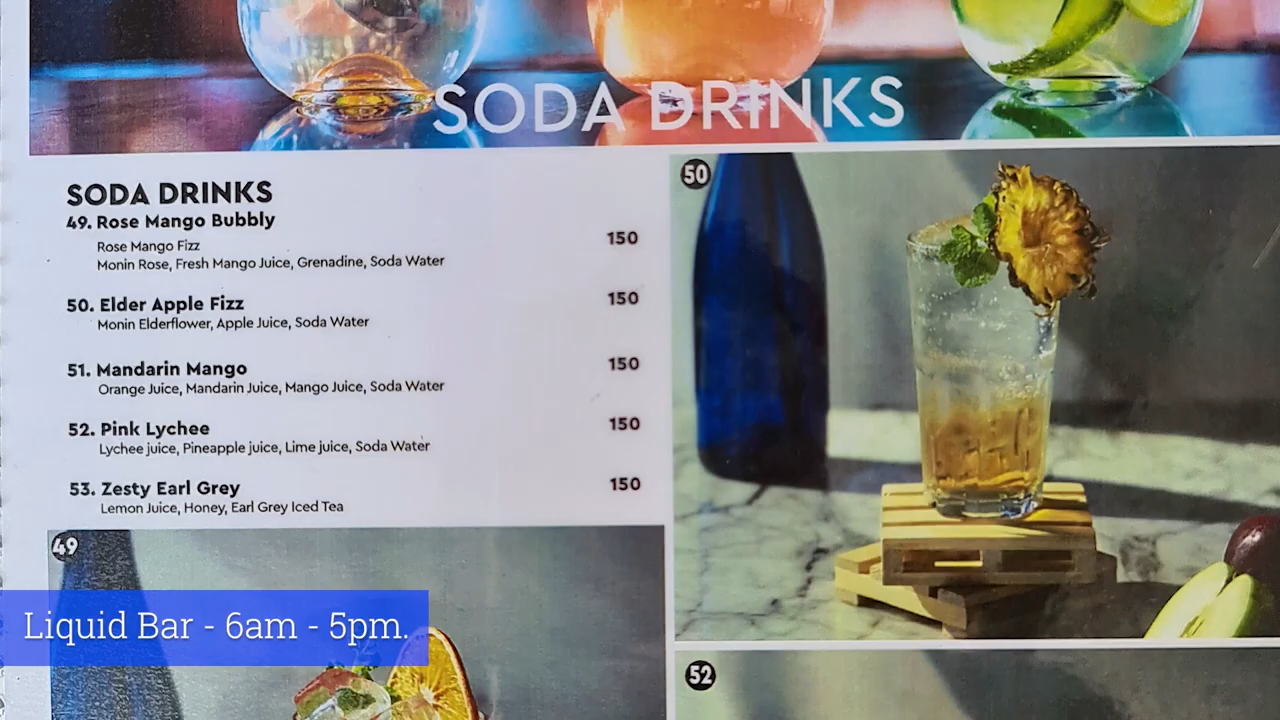 SODA DRINKS
SODA DRINKS
49. Rose Mango Bubbly
Rose Mango Fizz
150
Monin Rose, Fresh Mango Juice, Grenadine, Soda Water
50. Elder Apple Fizz
150
Monin Elderflower, Apple Juice, Soda Water
51. Mandarin Mango
150
Orange Juice, Mandarin Juice, Mango Juice, Soda Water
52. Pink Lychee
150
Lychee juice, Pineapple juice, Lime juice, Soda Water
53. Zesty Earl Grey
150
Lemon Juice, Honey, Earl Grey Iced Tea
50
49
52
Liquid Bar - 6am - 5pm.